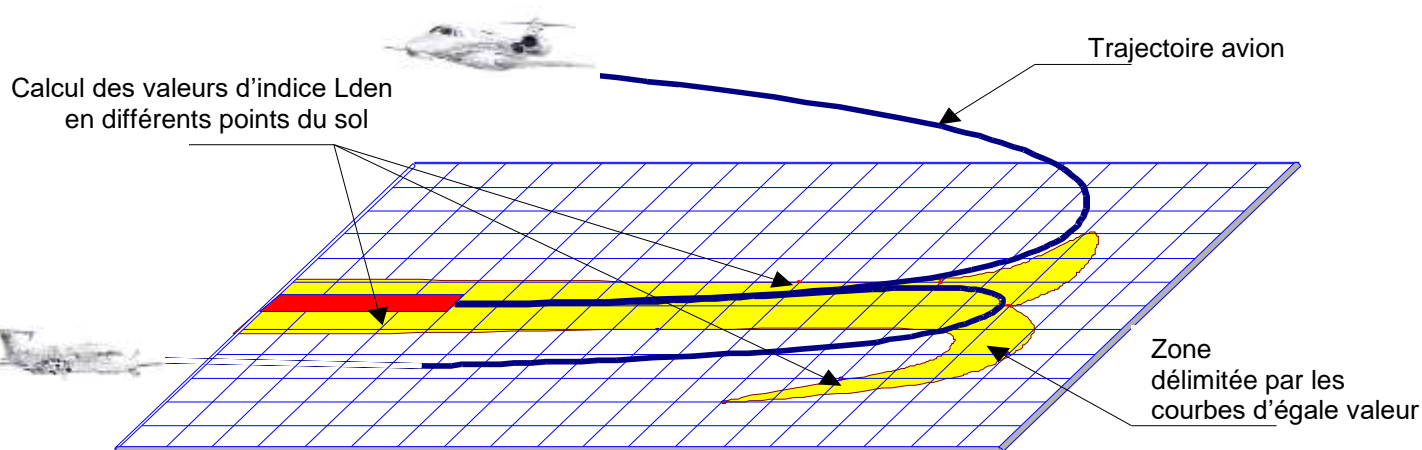 Trajectoire avion
Calcul des valeurs d’indice Lden
en différents points du sol
Zone
délimitée par les
courbes d’égale valeur